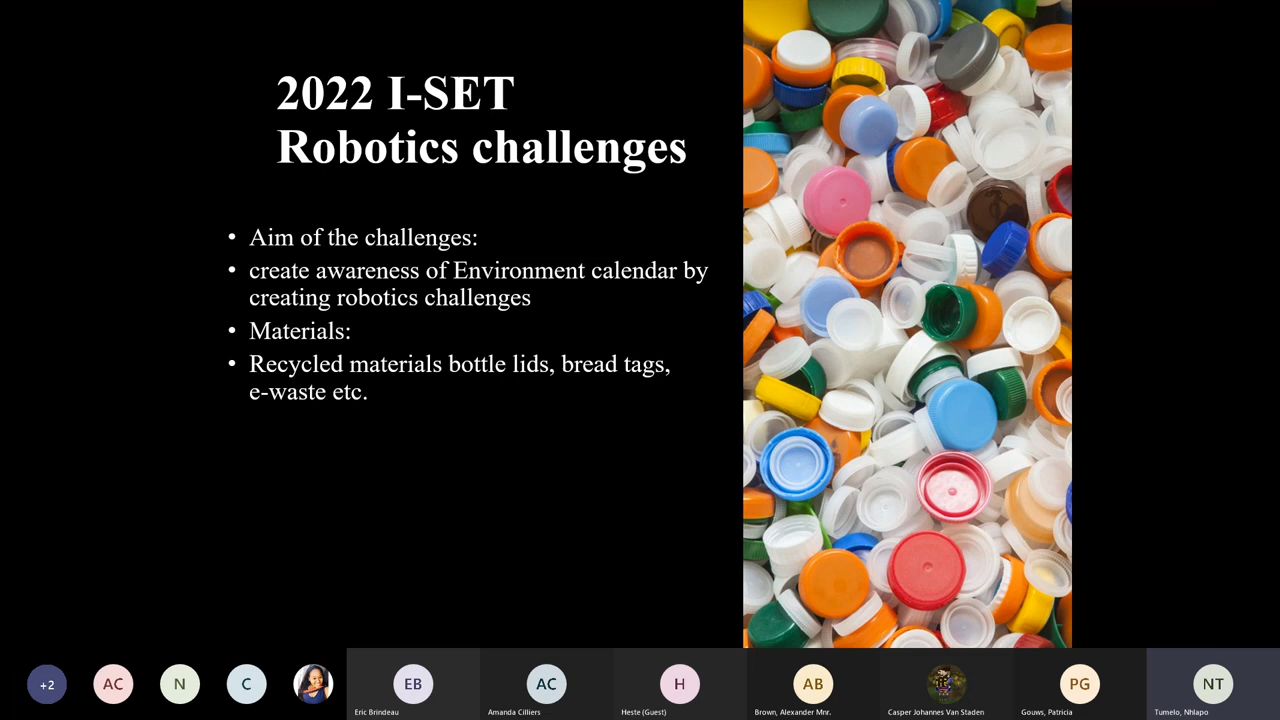 2022 I-SET
Robotics challenges
• Aim of the challenges:
• create awareness of Environment calendar by
creating robotics challenges
• Materials:
• Recycled materials bottle lids, bread tags,
e-waste etc.
+2
AC
N
C
EB
AC
H
AB
PG
NT
Eric Brindeau
Amanda Cilliers
Heste (Guest)
Brown, Alexander Mnr.
Casper Johannes Van Staden
Gouws, Patricia
Tumelo, Nhlapo